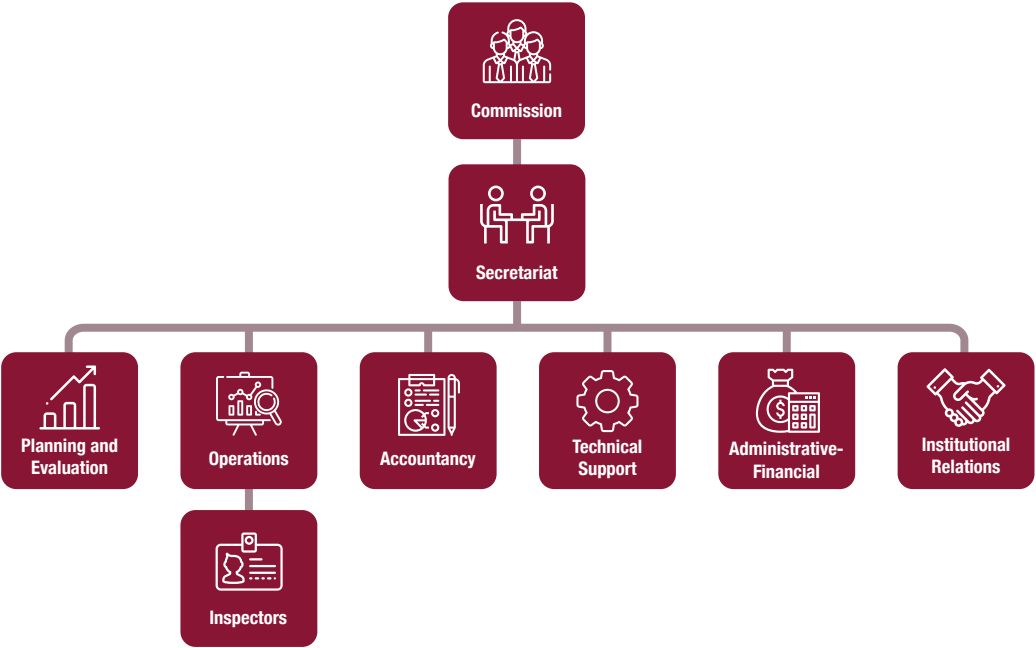 Commission
Secretariat
Planning and
Evaluation
Operations
Accountancy
Technical
Support
Administrative-
Financial
Institutional
Relations
Inspectors